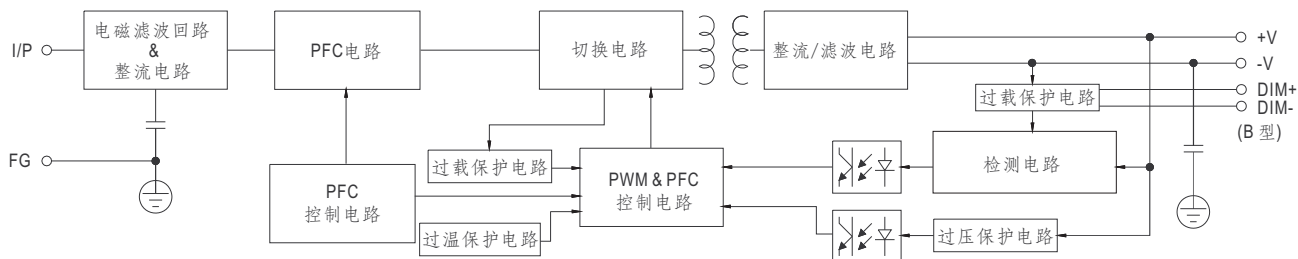 I/P
电磁滤波回路
&
整流电路
PFC电路
切换电路
整流/滤波电路
+V
-V
DIM+
DIM-
(B 型)
过载保护电路
FG
过载保护电路
PFC
控制电路
PWM & PFC
控制电路
检测电路
过温保护电路
过压保护电路